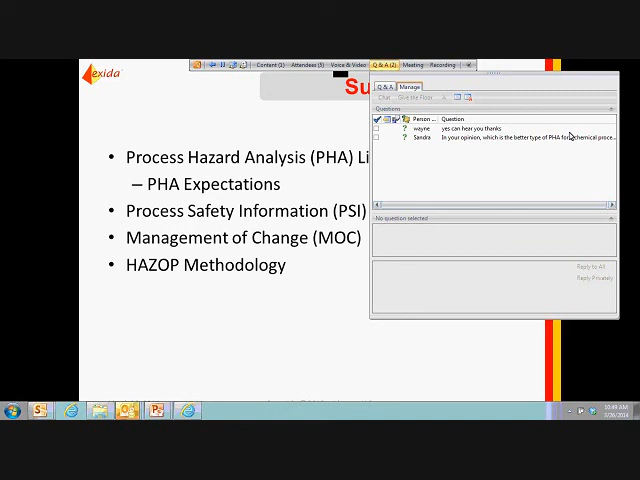 exida
Content (1) Attendees (5) Voice & Video Q & A (2) Meeting Recording
Su
Q & A Manage
Chat Give the Floor
Questions
Person ... Question
wayne yes can hear you thanks
Sandra In your opinion, which is the better type of PHA for chemical proce...
• Process Hazard Analysis (PHA) Li
– PHA Expectations
• Process Safety Information (PSI)
• Management of Change (MOC)
• HAZOP Methodology
No question selected
Reply to All
Reply Privately
10:49 AM
3/26/2014